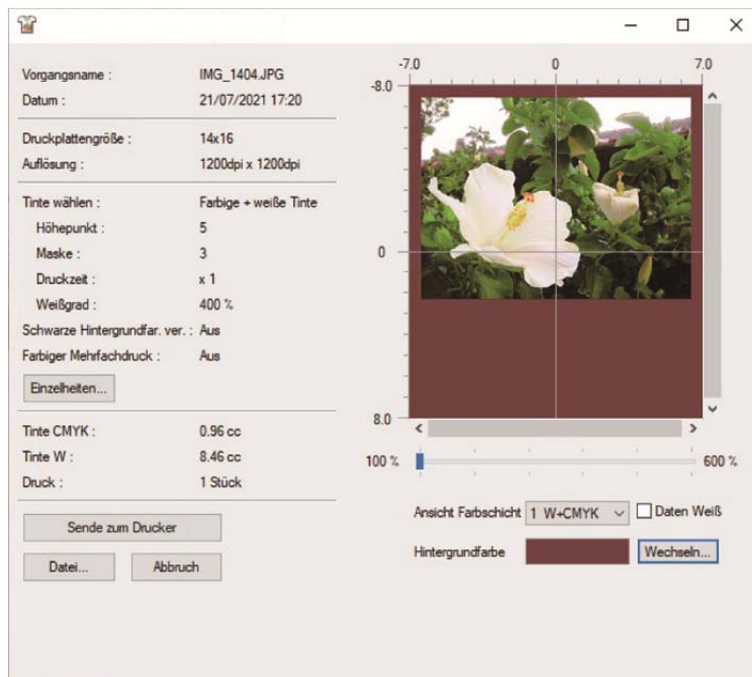 Vorgangsname : IMG_1404.JPG
Datum : 21/07/2021 17:20
Druckplattengröße : 14x16
Auflösung : 1200dpi x 1200dpi
Tinte wählen : Farbige + weiße Tinte
Höhepunkt : 5
Maske : 3
Druckzeit : x 1
Weißgrad : 400 %
Schwarze Hintergrundfar. ver. : Aus
Farbiger Mehrfachdruck : Aus
Einzelheiten...
Tinte CMYK : 0.96 cc
Tinte W : 8.46 cc
Druck : 1 Stück
Sende zum Drucker
Datei... Abbruch
-7.0 0 7.0
-8.0
0
8.0
100 % 600 %
Ansicht Farbschicht 1 W+CMYK Daten Weiß
Hintergrundfarbe Wechseln...